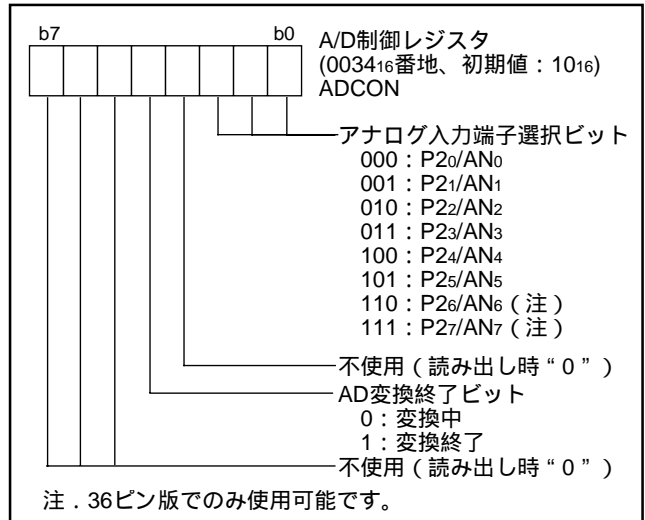 b7 b0
A/D制御レジスタ
(003416番地、初期値：1016)
ADCON
アナログ入力端子選択ビット
000：P20/AN0
001：P21/AN1
010：P22/AN2
011：P23/AN3
100：P24/AN4
101：P25/AN5
110：P26/AN6（注）
111：P27/AN7（注）
不使用（読み出し時“0”）
AD変換終了ビット
0：変換中
1：変換終了
不使用（読み出し時“0”）
注．36ピン版でのみ使用可能です。